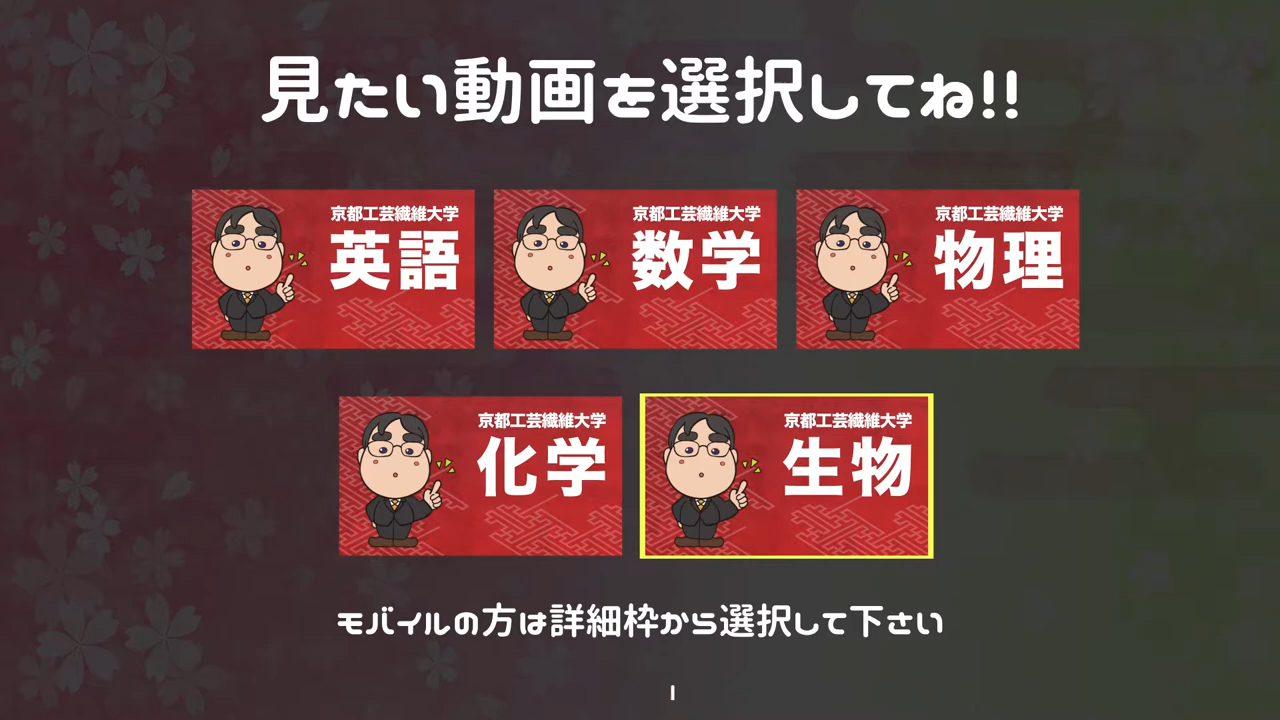 見たい動画を選択してね!!
京都工芸繊維大学
英語
京都工芸繊維大学
数学
京都工芸繊維大学
物理
京都工芸繊維大学
化学
京都工芸繊維大学
生物
モバイルの方は詳細枠から選択して下さい
1